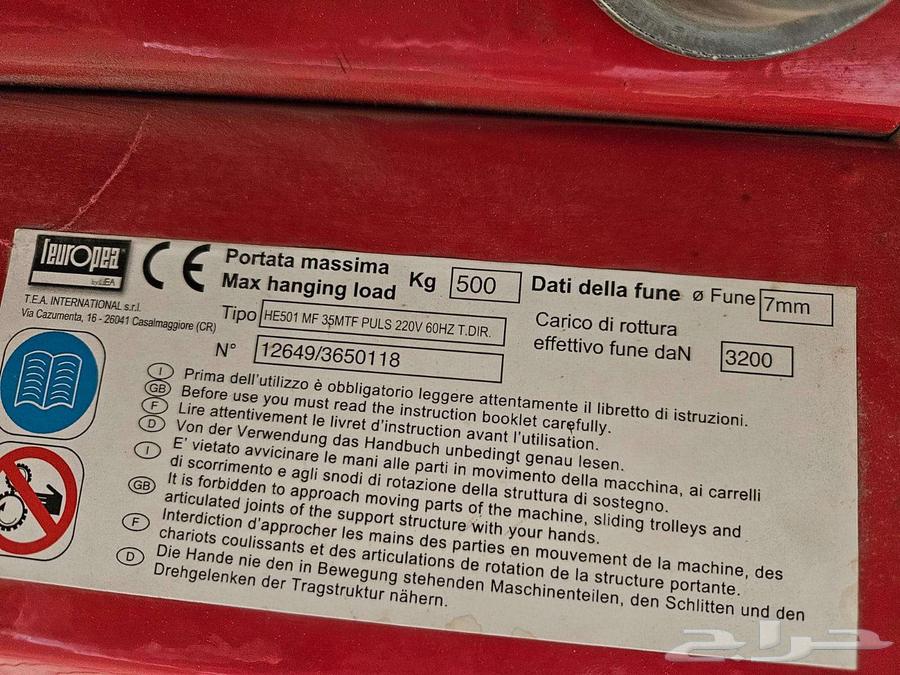 l'europea
CE
T.E.A. INTERNATIONAL s.r.l.
Via Cazumenta, 16 - 26041 Casalmaggiore (CR)
Portata massima
Max hanging load
Kg 500
Dati della fune ø Fune 7mm
Tipo HE501 MF 35MTF PULS 220V 60HZ T.DIR.
Carico di rottura
effettivo fune daN 3200
N° 12649/3650118
I Prima dell'utilizzo è obbligatorio leggere attentamente il libretto di istruzioni.
GB Before use you must read the instruction booklet carefully.
F Lire attentivement le livret d'instruction avant l'utilisation.
D Von der Verwendung das Handbuch unbedingt genau lesen.
I E' vietato avvicinare le mani alle parti in movimento della macchina, ai carrelli
di scorrimento e agli snodi di rotazione della struttura di sostegno.
GB It is forbidden to approach moving parts of the machine, sliding trolleys and
articulated joints of the support structure with your hands.
F Interdiction d'approcher les mains des parties en mouvement de la machine, des
chariots coulissants et des articulations de rotation de la structure portante.
D Die Hande nie den in Bewegung stehenden Maschinenteilen, den Schlitten und den
Drehgelenken der Tragstruktur nähern.
حراج